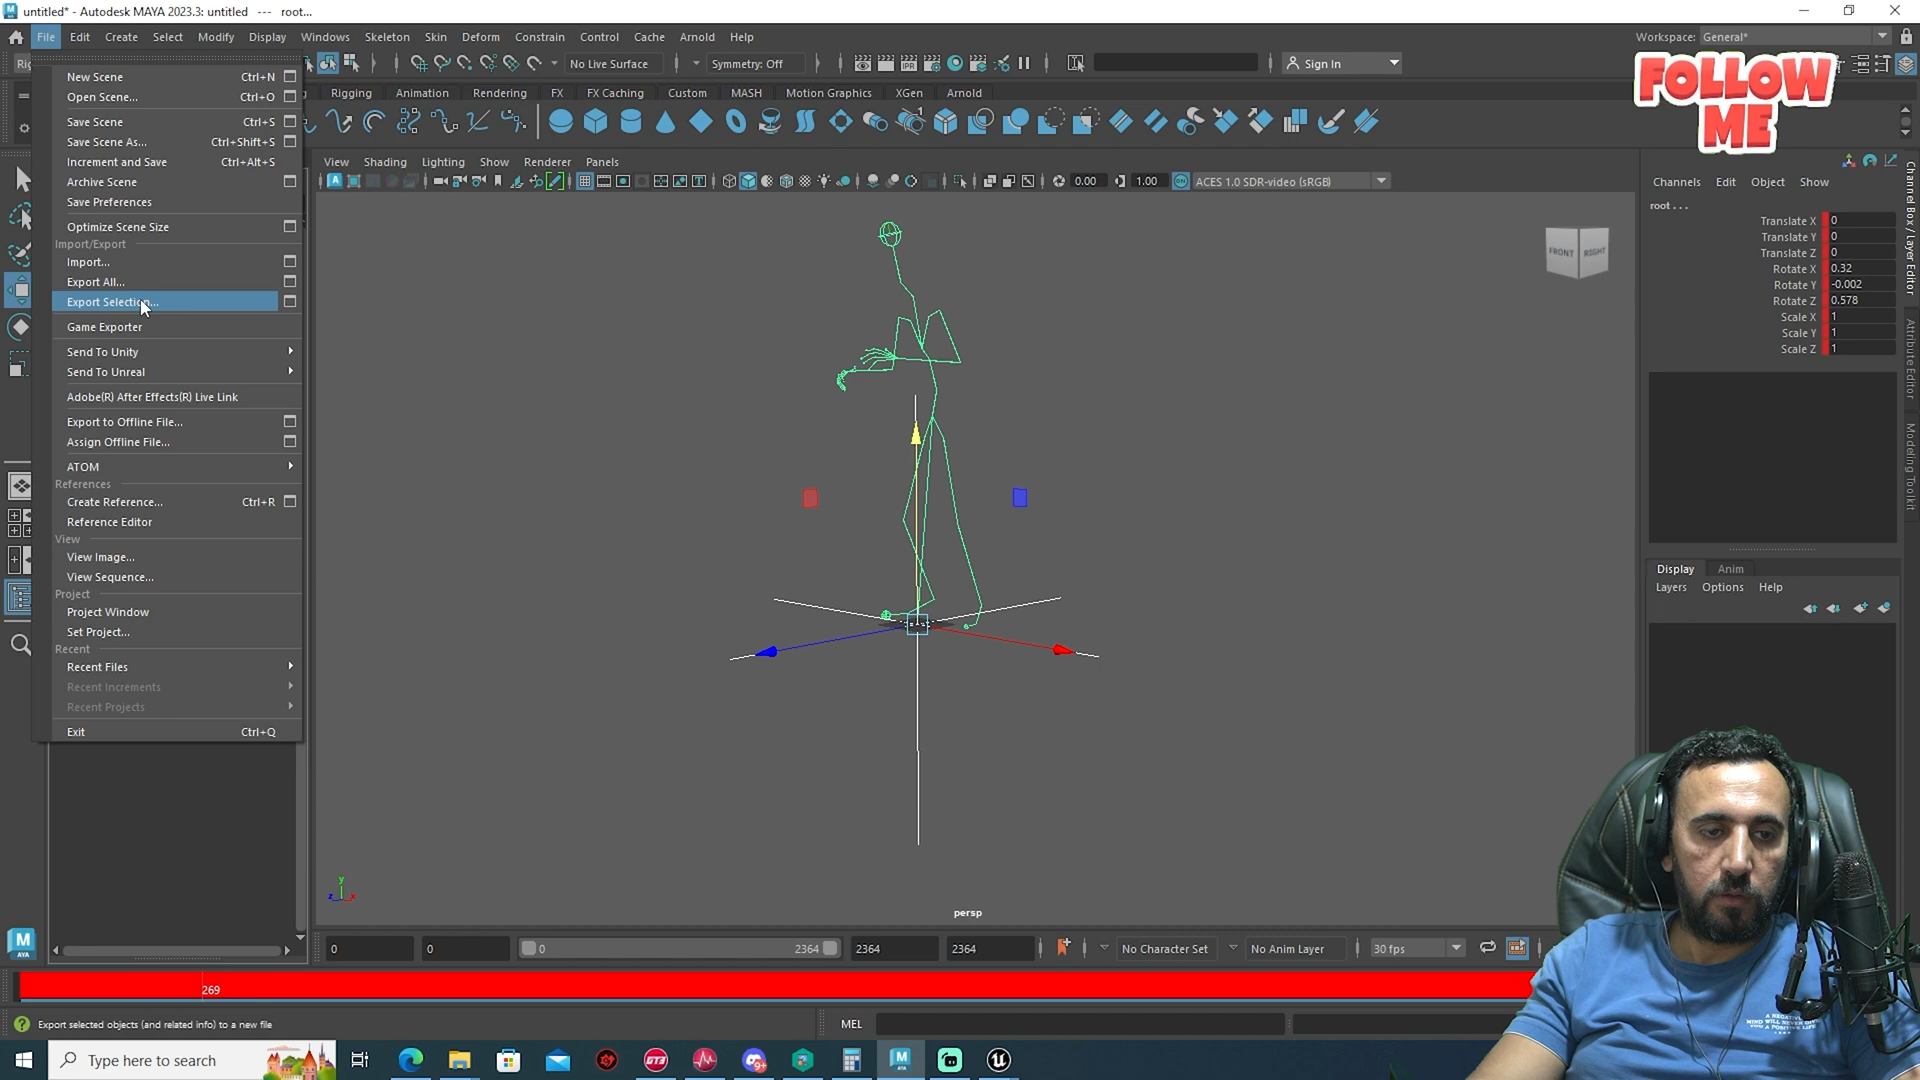 untitled* - Autodesk MAYA 2023.3: untitled --- root...
File Edit Create Select Modify Display Windows Skeleton Skin Deform Constrain Control Cache Arnold Help
Workspace: General*
No Live Surface
Symmetry: Off
Sign In
FOLLOW
ME
New Scene Ctrl+N
Open Scene... Ctrl+O
Save Scene Ctrl+S
Save Scene As... Ctrl+Shift+S
Increment and Save Ctrl+Alt+S
Archive Scene
Save Preferences
Optimize Scene Size
Import/Export
Import...
Export All...
Export Selection...
Game Exporter
Send To Unity
Send To Unreal
Adobe(R) After Effects(R) Live Link
Export to Offline File...
Assign Offline File...
ATOM
References
Create Reference... Ctrl+R
Reference Editor
View
View Image...
View Sequence...
Project
Project Window
Set Project...
Recent
Recent Files
Recent Increments
Recent Projects
Exit Ctrl+Q
Rigging Animation Rendering FX FX Caching Custom MASH Motion Graphics XGen Arnold
View Shading Lighting Show Renderer Panels
0.00 1.00 ACES 1.0 SDR-video (sRGB)
FRONT RIGHT
persp
Channels Edit Object Show
root . . .
Translate X 0
Translate Y 0
Translate Z 0
Rotate X 0.32
Rotate Y -0.002
Rotate Z 0.578
Scale X 1
Scale Y 1
Scale Z 1
Channel Box / Layer Editor
Attribute Editor
Modeling Toolkit
Display Anim
Layers Options Help
y
z
x
0 0 0 2364 2364 2364 No Character Set No Anim Layer 30 fps
269
Export selected objects (and related info) to a new file
MEL
Type here to search